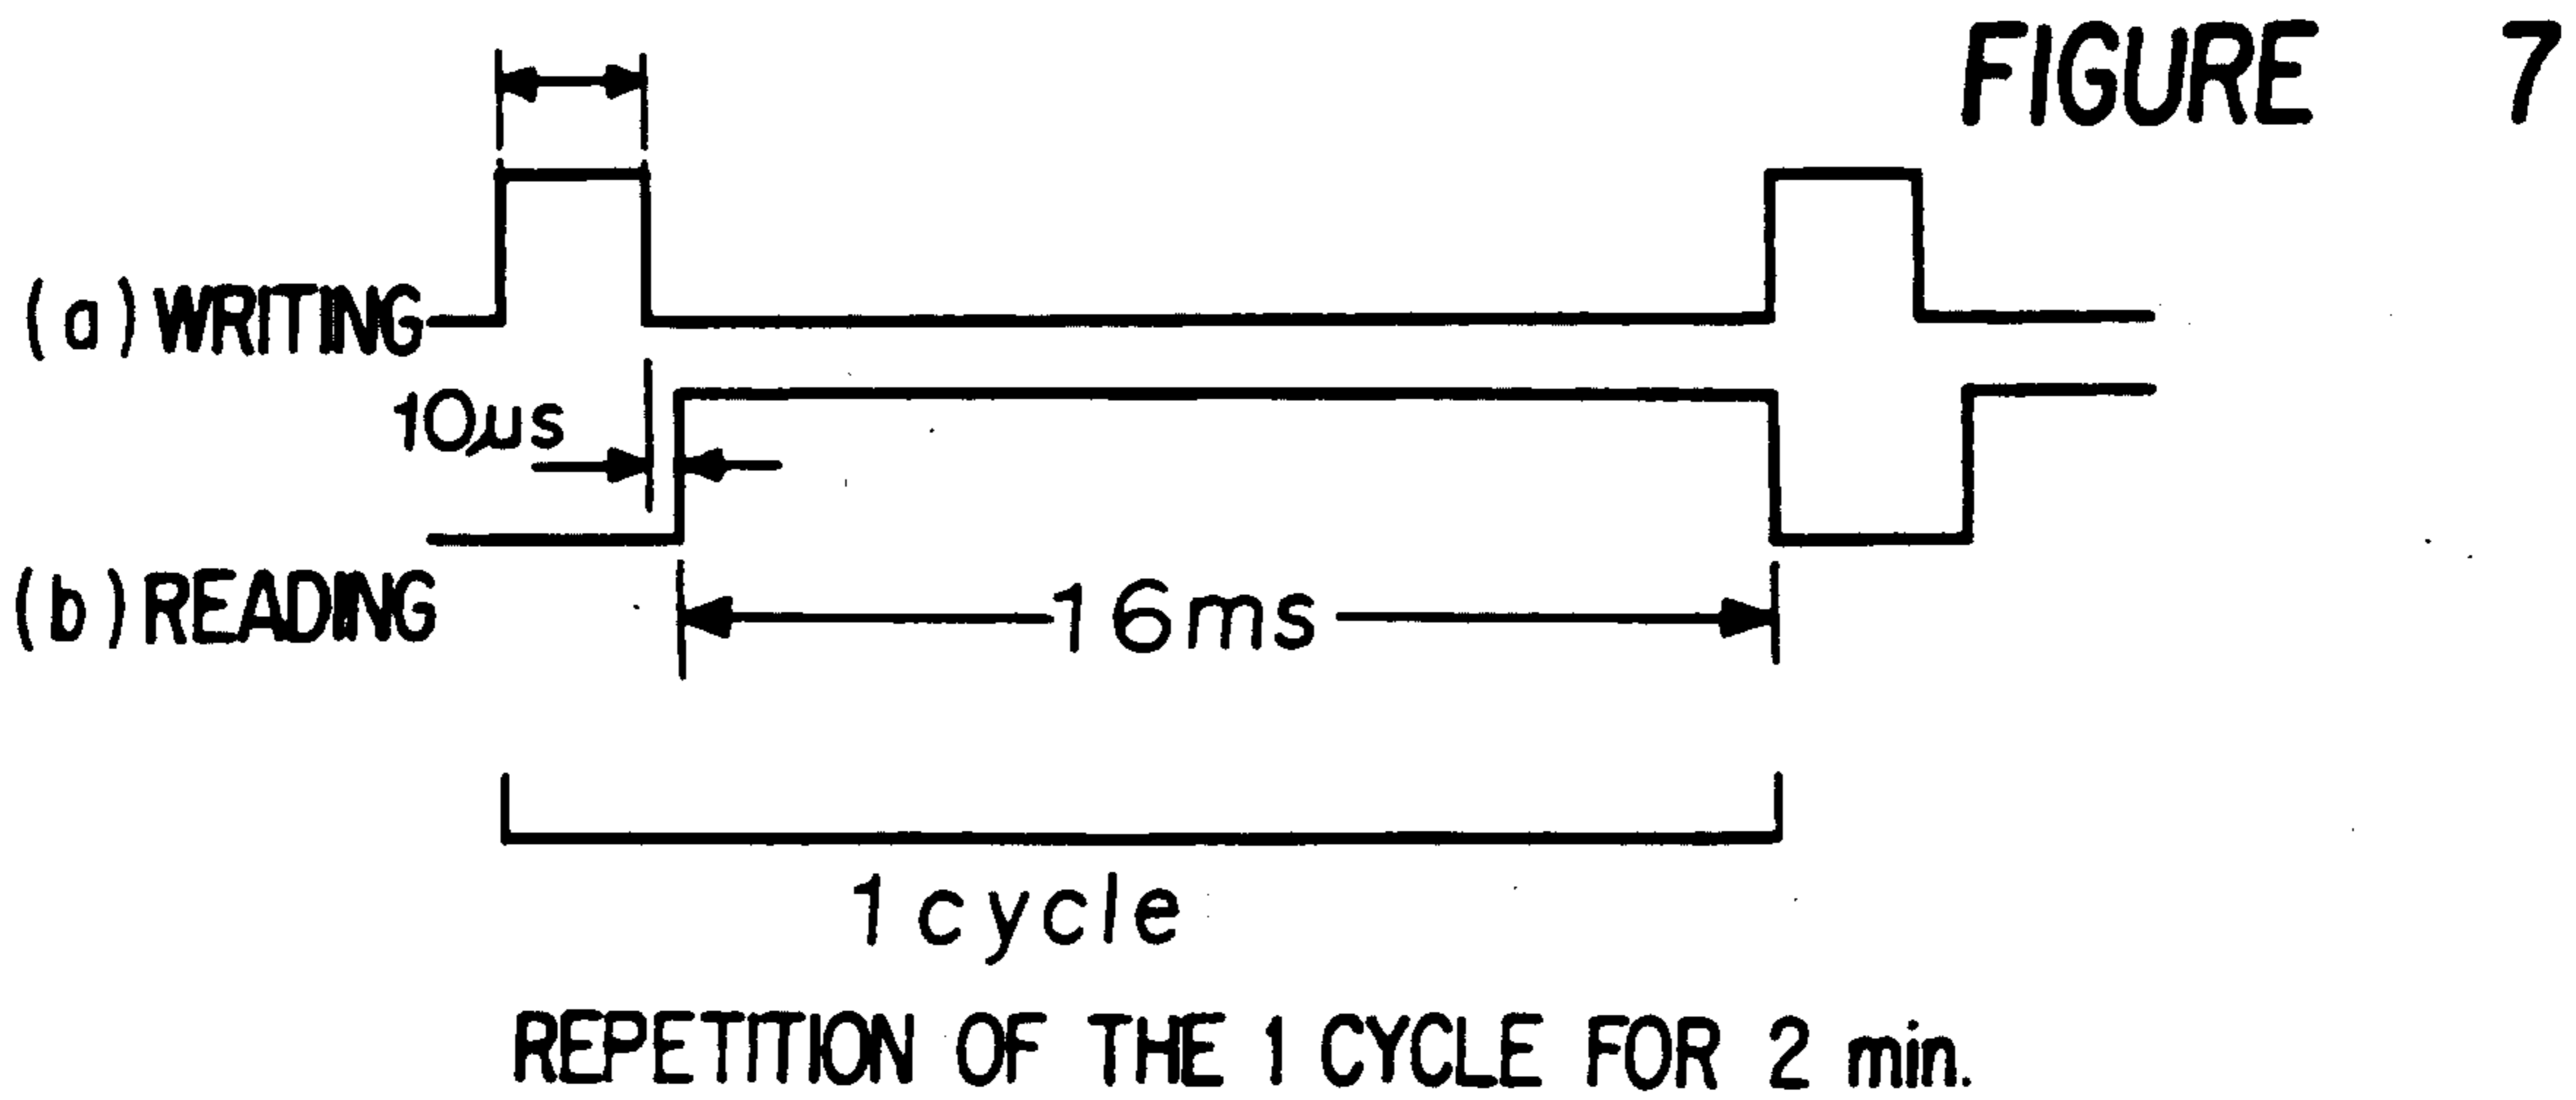 FIGURE 7
(a) WRITING
10μs
(b) READING
16ms
1 cycle
REPETITION OF THE 1 CYCLE FOR 2 min.